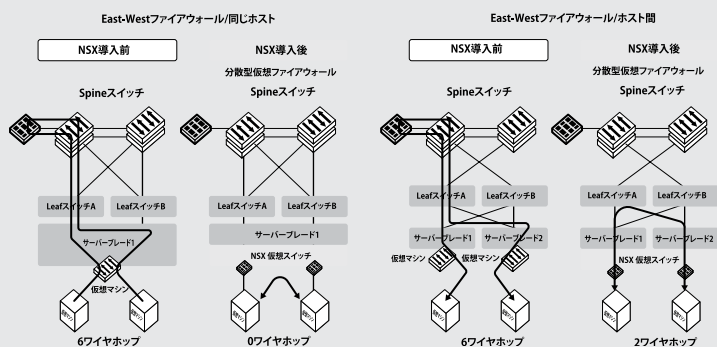 East-Westファイアウォール/同じホスト
NSX導入前
NSX導入後
分散型仮想ファイアウォール
Spineスイッチ
Spineスイッチ
LeafスイッチA
LeafスイッチB
LeafスイッチA
LeafスイッチB
サーバーブレード1
サーバーブレード1
NSX 仮想スイッチ
仮想マシン
6ワイヤホップ
0ワイヤホップ
East-Westファイアウォール/ホスト間
NSX導入前
NSX導入後
分散型仮想ファイアウォール
Spineスイッチ
Spineスイッチ
LeafスイッチA
LeafスイッチB
LeafスイッチA
LeafスイッチB
サーバーブレード1
サーバーブレード2
サーバーブレード1
サーバーブレード2
仮想マシン
仮想マシン
NSX 仮想スイッチ
6ワイヤホップ
2ワイヤホップ